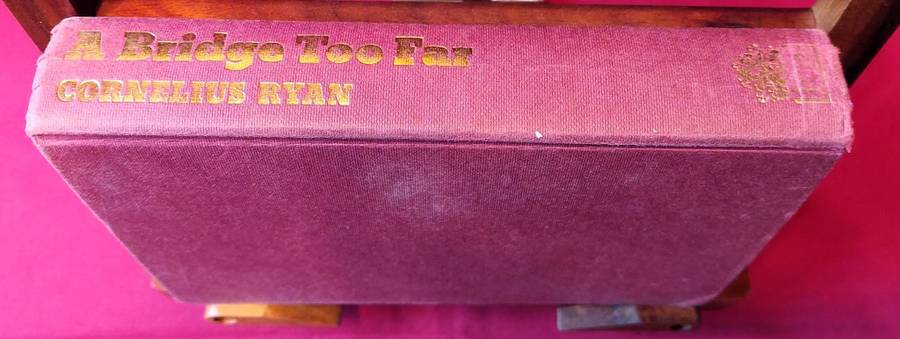 A Bridge Too Far
CORNELIUS RYAN